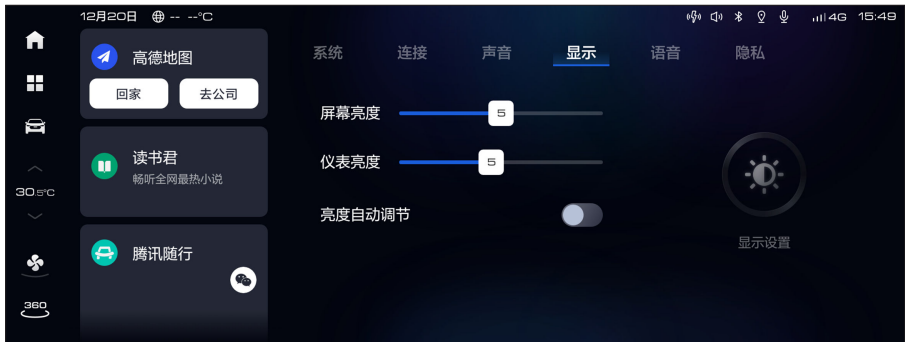 12月20日 -- --°C 4G 15:49
高德地图
回家 去公司
读书君
畅听全网最热小说
腾讯随行
30.5°C
360
系统 连接 声音 显示 语音 隐私
屏幕亮度 5
仪表亮度 5
亮度自动调节
显示设置